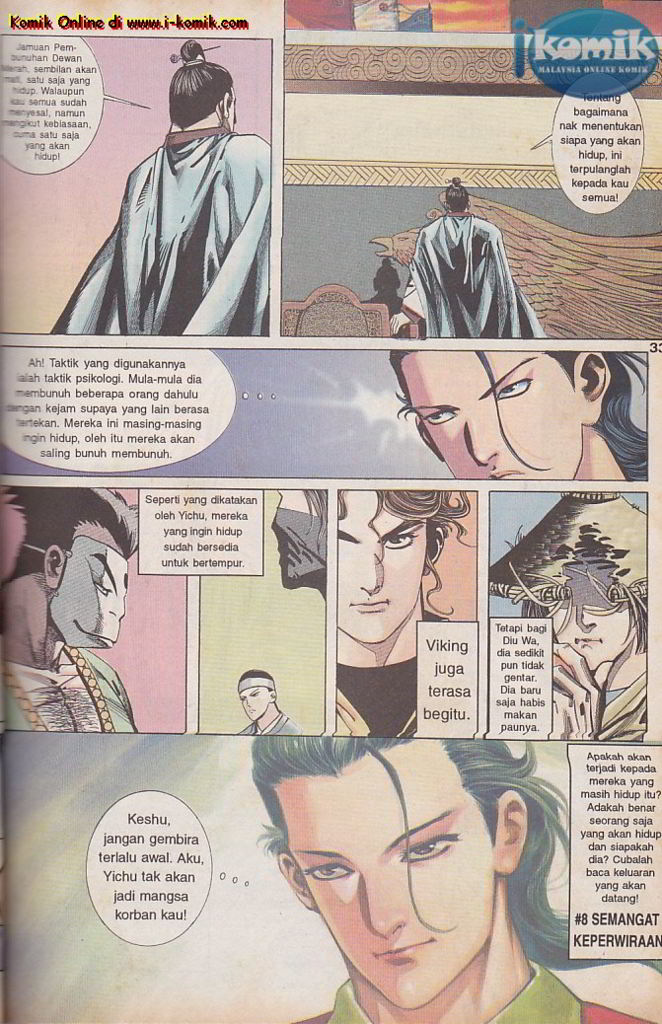 Komik Online di www.i-komik.com
ikomik
MALAYSIA ONLINE KOMIK
Jamuan Pem-
bunuhan Dewan
Merah, sembilan akan
mati, satu saja yang
hidup. Walaupun
kau semua sudah
menyesal, namun
mengikut kebiasaan,
cuma satu saja
yang akan
hidup!
Tentang
bagaimana
nak menentukan
siapa yang akan
hidup, ini
terpulanglah
kepada kau
semua!
33
Ah! Taktik yang digunakannya
ialah taktik psikologi. Mula-mula dia
membunuh beberapa orang dahulu
dengan kejam supaya yang lain berasa
tertekan. Mereka ini masing-masing
ingin hidup, oleh itu mereka akan
saling bunuh membunuh.
Seperti yang dikatakan
oleh Yichu, mereka
yang ingin hidup
sudah bersedia
untuk bertempur.
Viking
juga
terasa
begitu.
Tetapi bagi
Diu Wa,
dia sedikit
pun tidak
gentar.
Dia baru
saja habis
makan
paunya.
Keshu,
jangan gembira
terlalu awal. Aku,
Yichu tak akan
jadi mangsa
korban kau!
Apakah akan
terjadi kepada
mereka yang
masih hidup itu?
Adakah benar
seorang saja
yang akan hidup
dan siapakah
dia? Cubalah
baca keluaran
yang akan
datang!
#8 SEMANGAT
KEPERWIRAAN